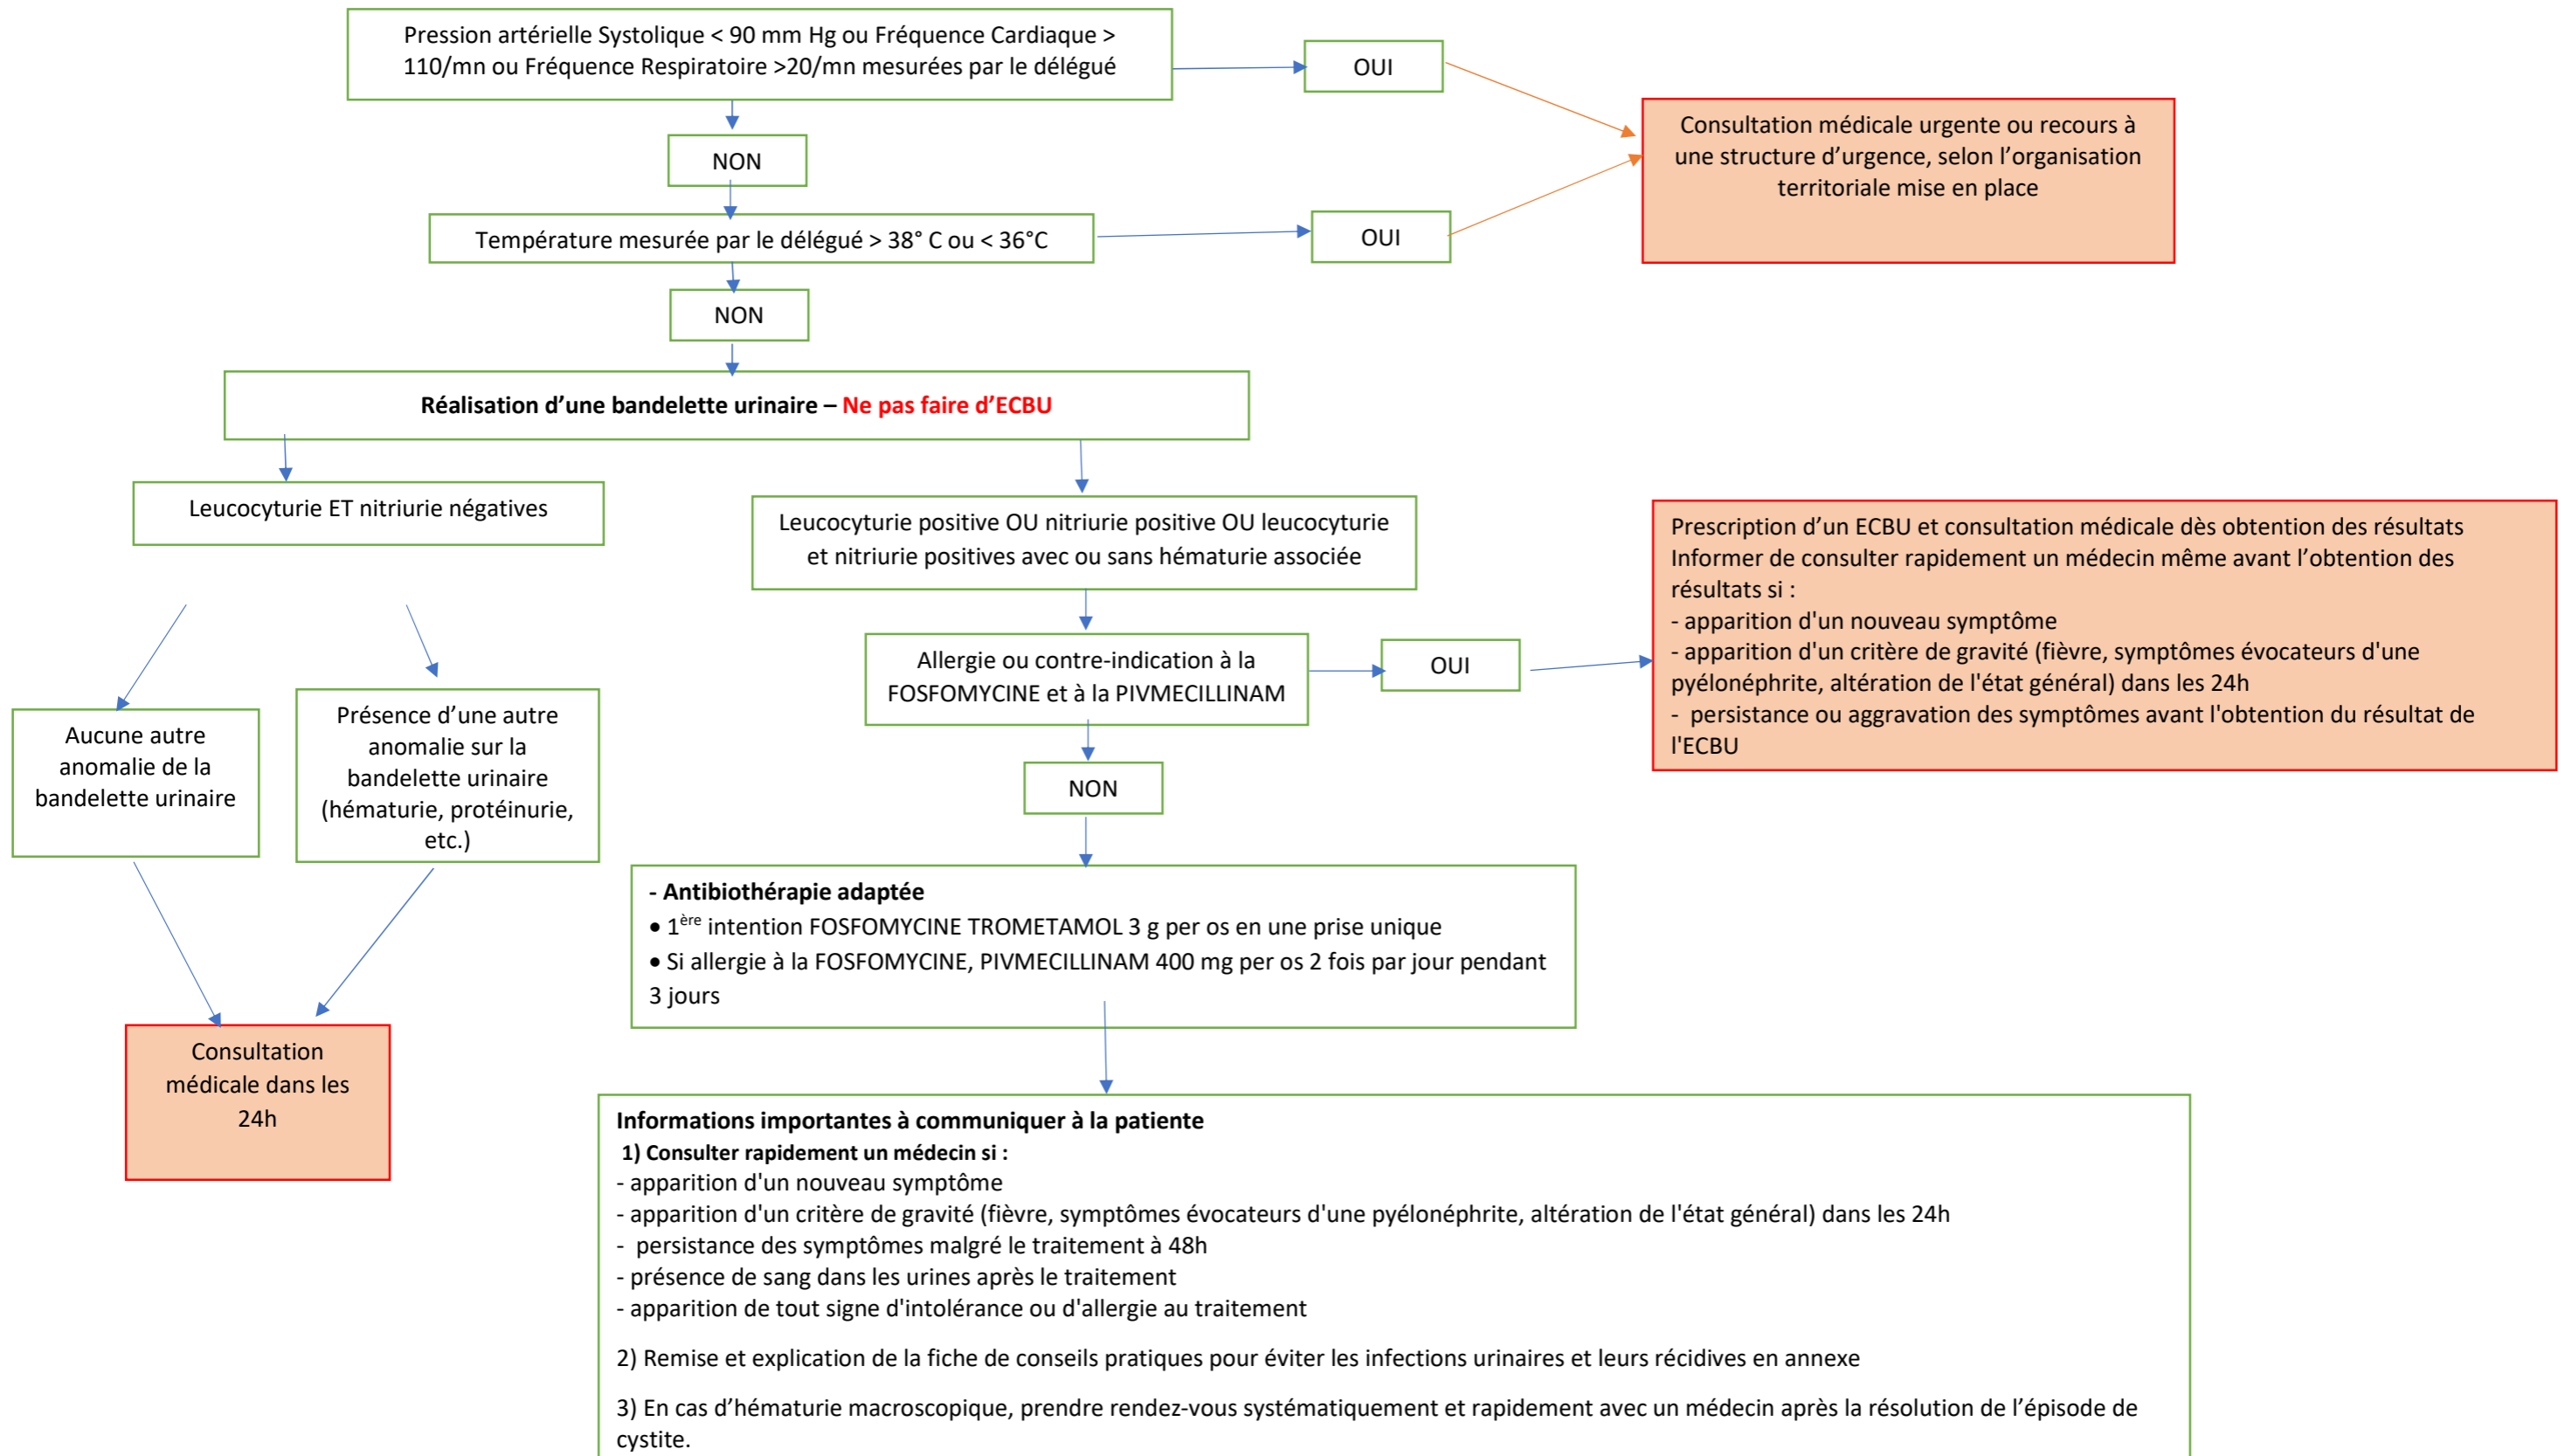 Pression artérielle Systolique < 90 mm Hg ou Fréquence Cardiaque >
110/mn ou Fréquence Respiratoire >20/mn mesurées par le délégué
OUI
Consultation médicale urgente ou recours à
une structure d’urgence, selon l’organisation
territoriale mise en place
NON
Température mesurée par le délégué > 38° C ou < 36°C
OUI
NON
Réalisation d’une bandelette urinaire – Ne pas faire d’ECBU
Leucocyturie ET nitriurie négatives
Leucocyturie positive OU nitriurie positive OU leucocyturie
et nitriurie positives avec ou sans hématurie associée
Prescription d’un ECBU et consultation médicale dès obtention des résultats
Informer de consulter rapidement un médecin même avant l’obtention des
résultats si :
- apparition d'un nouveau symptôme
- apparition d'un critère de gravité (fièvre, symptômes évocateurs d'une
pyélonéphrite, altération de l'état général) dans les 24h
- persistance ou aggravation des symptômes avant l'obtention du résultat de
l'ECBU
Allergie ou contre-indication à la
FOSFOMYCINE et à la PIVMECILLINAM
OUI
Aucune autre
anomalie de la
bandelette urinaire
Présence d’une autre
anomalie sur la
bandelette urinaire
(hématurie, protéinurie,
etc.)
NON
- Antibiothérapie adaptée
• 1ère intention FOSFOMYCINE TROMETAMOL 3 g per os en une prise unique
• Si allergie à la FOSFOMYCINE, PIVMECILLINAM 400 mg per os 2 fois par jour pendant
3 jours
Consultation
médicale dans les
24h
Informations importantes à communiquer à la patiente
1) Consulter rapidement un médecin si :
- apparition d'un nouveau symptôme
- apparition d'un critère de gravité (fièvre, symptômes évocateurs d'une pyélonéphrite, altération de l'état général) dans les 24h
- persistance des symptômes malgré le traitement à 48h
- présence de sang dans les urines après le traitement
- apparition de tout signe d'intolérance ou d'allergie au traitement
2) Remise et explication de la fiche de conseils pratiques pour éviter les infections urinaires et leurs récidives en annexe
3) En cas d’hématurie macroscopique, prendre rendez-vous systématiquement et rapidement avec un médecin après la résolution de l’épisode de
cystite.